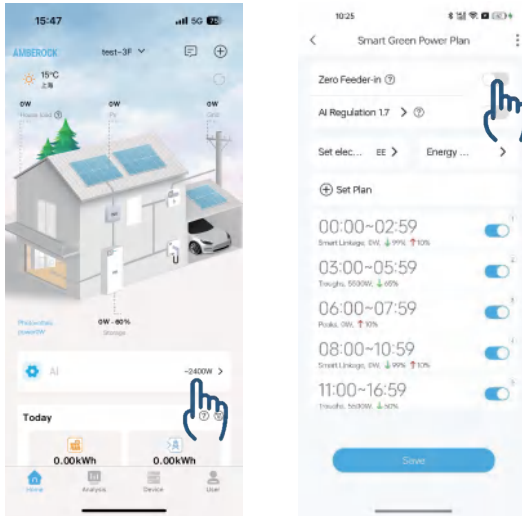 15:47
5G
AMBEROCK
test-3F
15°C
上海
0W
0W
0W
House load
PV
Grid
Photovoltaic
power0W
0W - 60%
Storage
AI
~2400W >
Today
0.00kWh
0.00kWh
Home
Analysis
Device
User
10:25
Smart Green Power Plan
Zero Feeder-in
AI Regulation 1.7 >
Set elec... EE >
Energy ... >
Set Plan
00:00~02:59
Smart Linkage, 0W, ↓99% ↑10%
03:00~05:59
Troughs, 5500W, ↓65%
06:00~07:59
Peaks, 0W, ↑10%
08:00~10:59
Smart Linkage, 0W, ↓99% ↑10%
11:00~16:59
Troughs, 5500W, ↓50%
Save